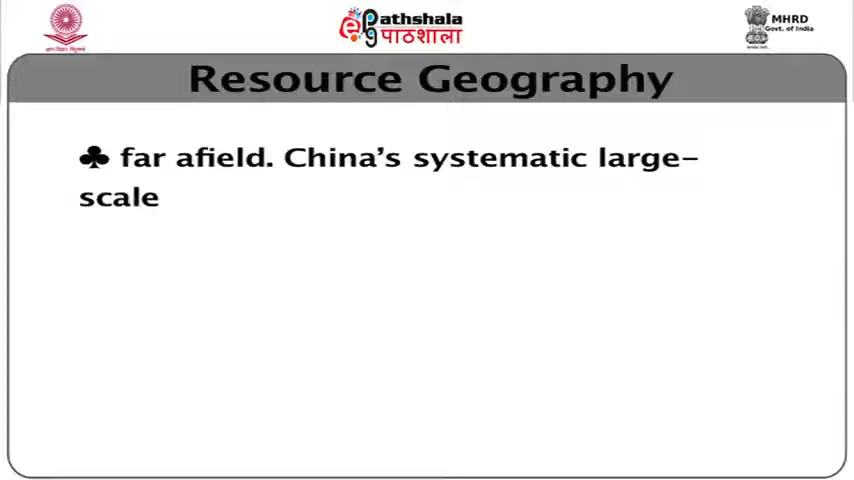 ePathshala
पाठशाला
MHRD
Govt. of India
Resource Geography
♣ far afield. China's systematic large-
scale